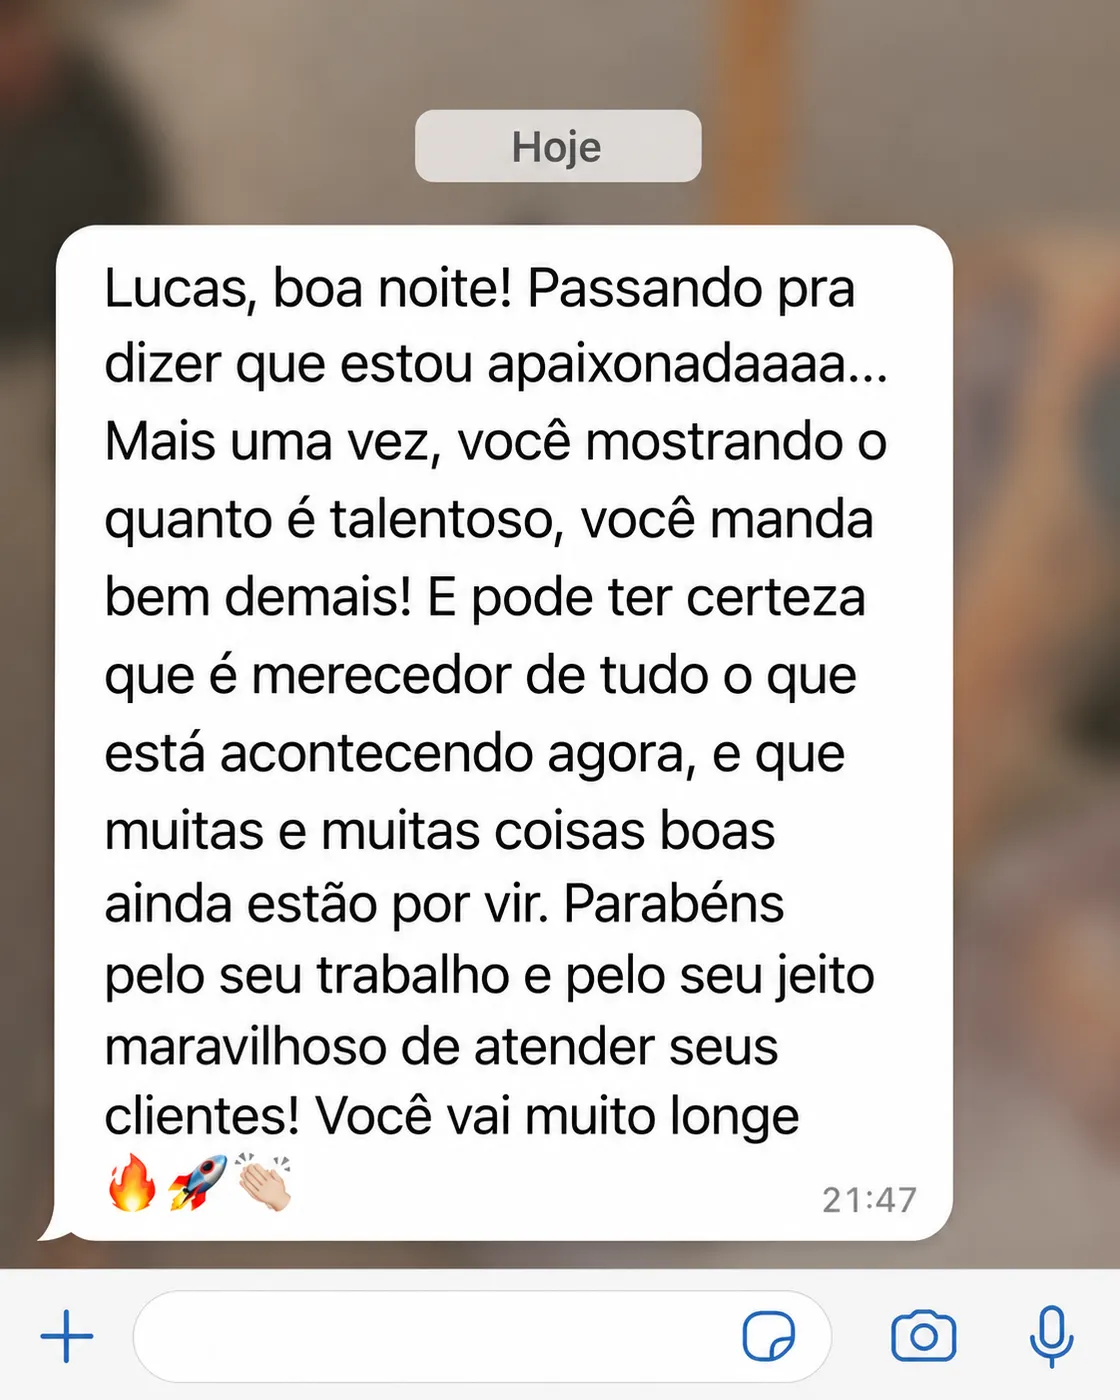 Hoje
Lucas, boa noite! Passando pra
dizer que estou apaixonadaaaa...
Mais uma vez, você mostrando o
quanto é talentoso, você manda
bem demais! E pode ter certeza
que é merecedor de tudo o que
está acontecendo agora, e que
muitas e muitas coisas boas
ainda estão por vir. Parabéns
pelo seu trabalho e pelo seu jeito
maravilhoso de atender seus
clientes! Você vai muito longe
🔥🚀👏🏻
21:47